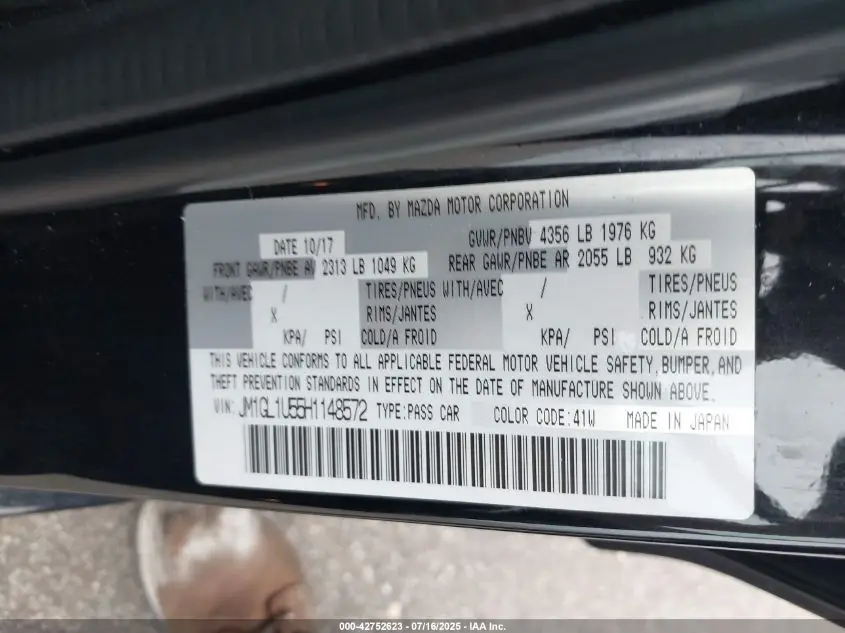 MFD. BY MAZDA MOTOR CORPORATION
DATE 10/17 GVWR/PNBV 4356 LB 1976 KG
FRONT GAWR/PNBE AV 2313 LB 1049 KG REAR GAWR/PNBE AR 2055 LB 932 KG
WITH/AVEC / TIRES/PNEUS WITH/AVEC / TIRES/PNEUS
X RIMS/JANTES X RIMS/JANTES
KPA/ PSI COLD/A FROID KPA/ PSI COLD/A FROID
THIS VEHICLE CONFORMS TO ALL APPLICABLE FEDERAL MOTOR VEHICLE SAFETY, BUMPER, AND
THEFT PREVENTION STANDARDS IN EFFECT ON THE DATE OF MANUFACTURE SHOWN ABOVE.
VIN: JM1GL1U55H1148572 TYPE:PASS CAR COLOR CODE:41W MADE IN JAPAN
000-42752623 - 07/16/2025 - IAA Inc.